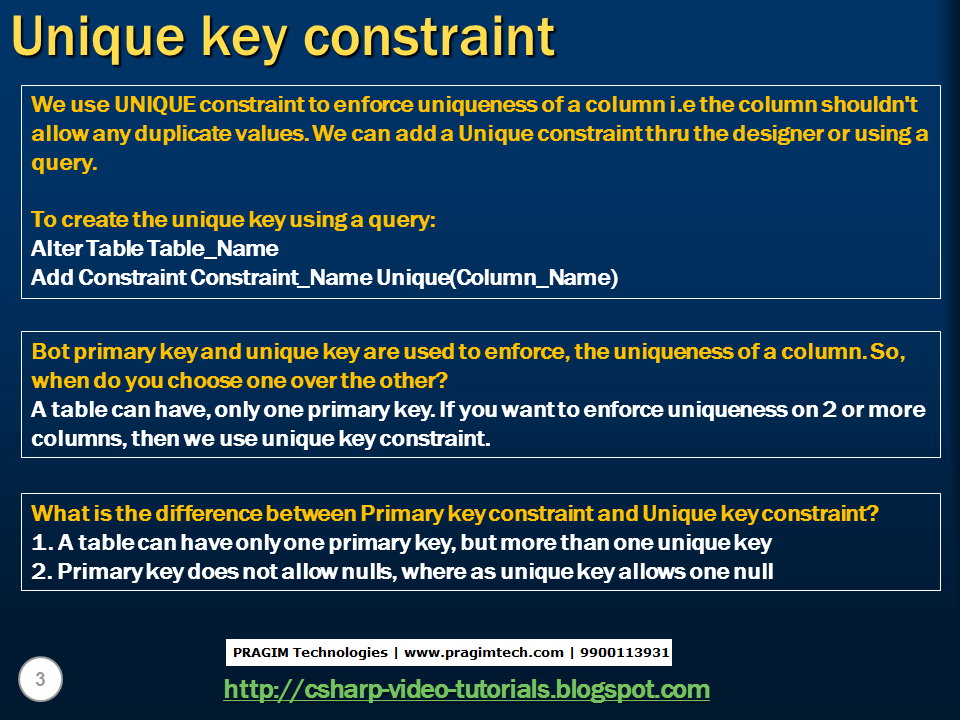 Unique key constraint
We use UNIQUE constraint to enforce uniqueness of a column i.e the column shouldn't
allow any duplicate values. We can add a Unique constraint thru the designer or using a
query.
To create the unique key using a query:
Alter Table Table_Name
Add Constraint Constraint_Name Unique(Column_Name)
Bot primary key and unique key are used to enforce, the uniqueness of a column. So,
when do you choose one over the other?
A table can have, only one primary key. If you want to enforce uniqueness on 2 or more
columns, then we use unique key constraint.
What is the difference between Primary key constraint and Unique key constraint?
1. A table can have only one primary key, but more than one unique key
2. Primary key does not allow nulls, where as unique key allows one null
PRAGIM Technologies | www.pragimtech.com | 9900113931
3
http://csharp-video-tutorials.blogspot.com